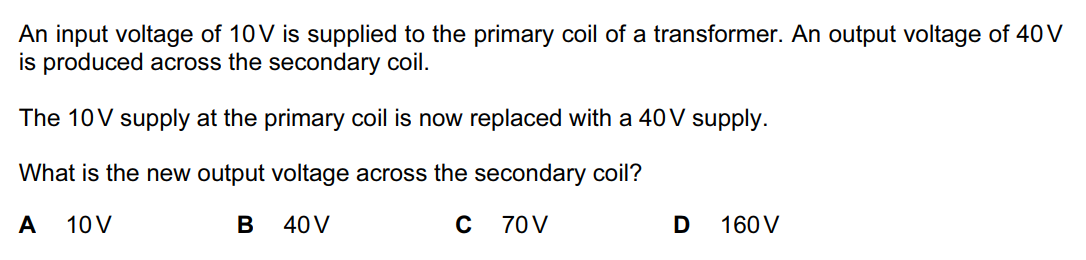 An input voltage of 10 V is supplied to the primary coil of a transformer. An output voltage of 40 V
is produced across the secondary coil.
The 10 V supply at the primary coil is now replaced with a 40 V supply.
What is the new output voltage across the secondary coil?
A 10 V B 40 V C 70 V D 160 V